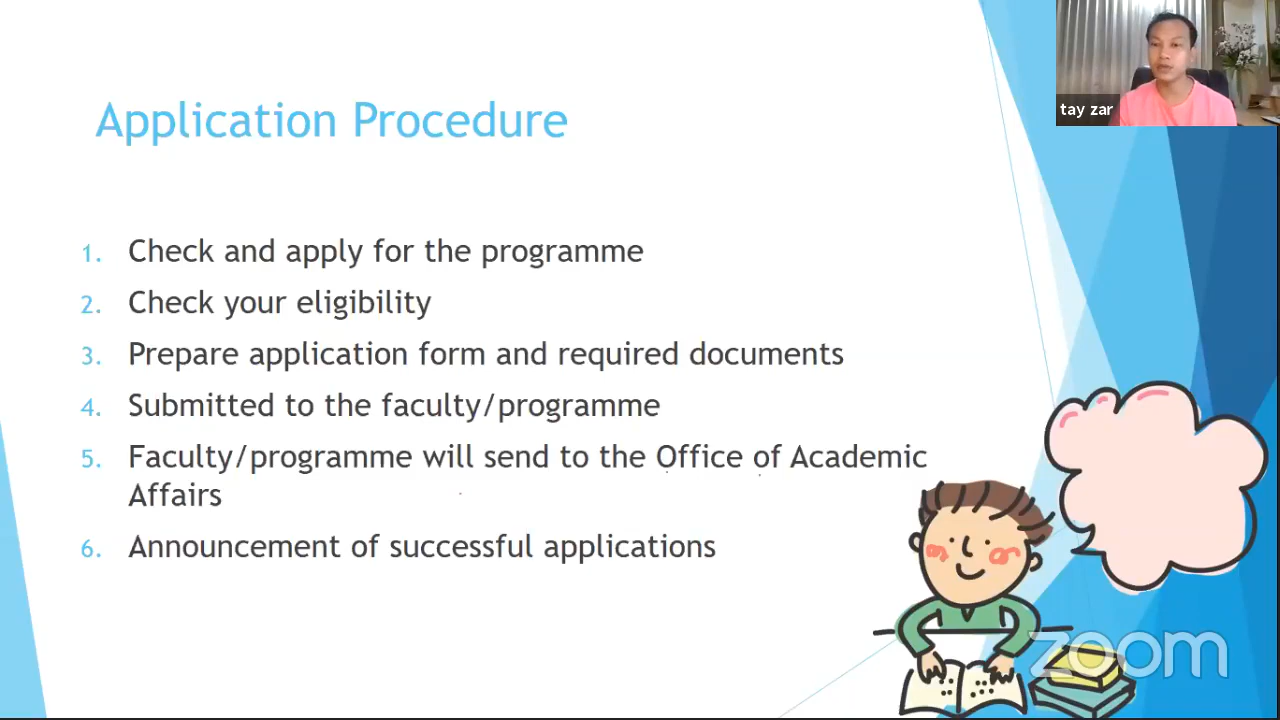 Application Procedure
tay zar
1. Check and apply for the programme
2. Check your eligibility
3. Prepare application form and required documents
4. Submitted to the faculty/programme
5. Faculty/programme will send to the Office of Academic
Affairs
6. Announcement of successful applications
zoom